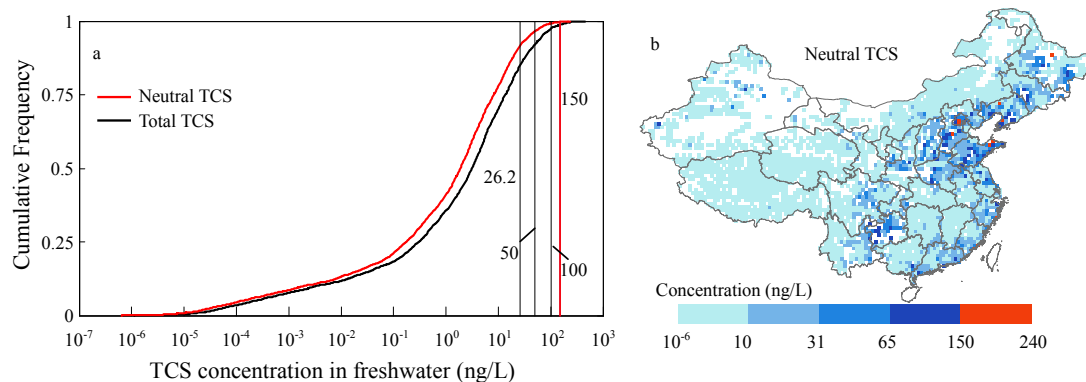 a
Neutral TCS
Total TCS
Cumulative Frequency
1
0.75
0.5
0.25
0
26.2
50
100
150
10⁻⁷ 10⁻⁶ 10⁻⁵ 10⁻⁴ 10⁻³ 10⁻² 10⁻¹ 10⁰ 10¹ 10² 10³
TCS concentration in freshwater (ng/L)
b
Neutral TCS
Concentration (ng/L)
10⁻⁶ 10 31 65 150 240